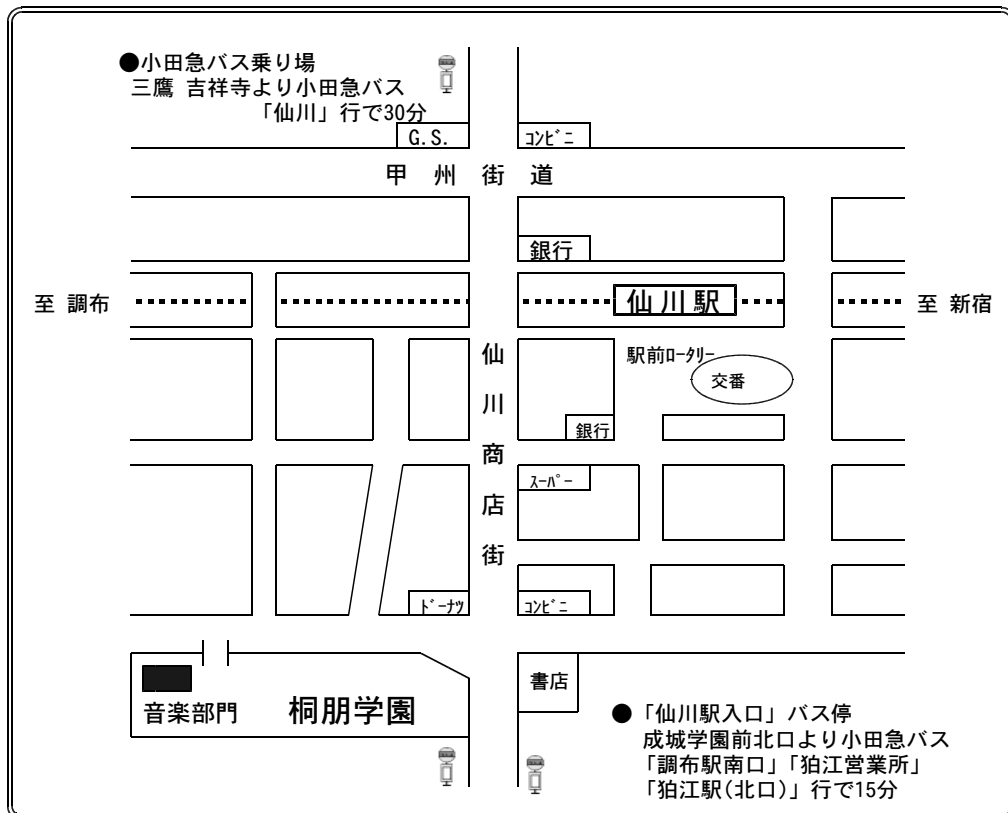 ●小田急バス乗り場
三鷹 吉祥寺より小田急バス
「仙川」行で30分
G.S.
ｺﾝﾋﾞﾆ
甲州街道
銀行
至 調布
仙川駅
至 新宿
仙川商店街
駅前ﾛｰﾀﾘｰ
交番
銀行
ｽｰﾊﾟｰ
ﾄﾞｰﾅﾂ
ｺﾝﾋﾞﾆ
音楽部門
桐朋学園
書店
●「仙川駅入口」バス停
成城学園前北口より小田急バス
「調布駅南口」「狛江営業所」
「狛江駅(北口)」行で15分